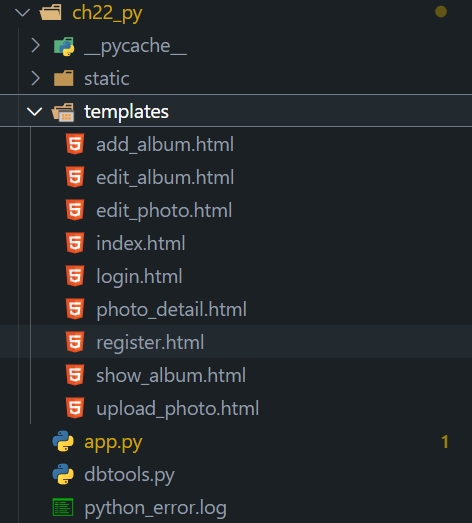 ch22_py
__pycache__
static
templates
add_album.html
edit_album.html
edit_photo.html
index.html
login.html
photo_detail.html
register.html
show_album.html
upload_photo.html
app.py 1
dbtools.py
python_error.log